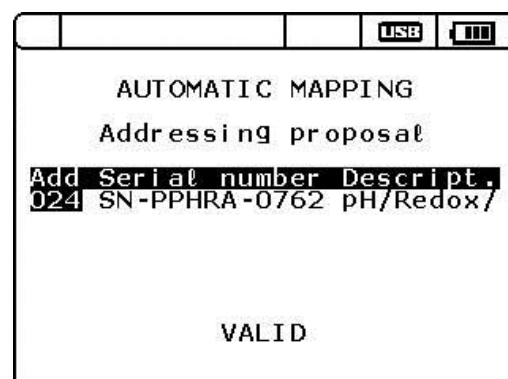 USB
AUTOMATIC MAPPING
Addressing proposal
Add Serial number Descript.
024 SN-PPHRA-0762 pH/Redox/
VALID